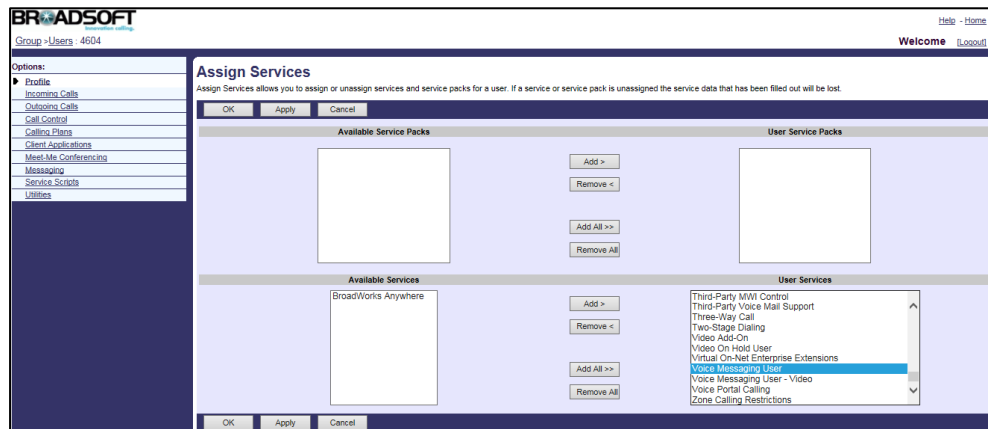 BROADSOFT
innovation calling.
Help - Home
Group >Users : 4604
Welcome [Logout]
Options:
Profile
Incoming Calls
Outgoing Calls
Call Control
Calling Plans
Client Applications
Meet-Me Conferencing
Messaging
Service Scripts
Utilities
Assign Services
Assign Services allows you to assign or unassign services and service packs for a user. If a service or service pack is unassigned the service data that has been filled out will be lost.
OK Apply Cancel
Available Service Packs User Service Packs
Add >
Remove <
Add All >>
Remove All
Available Services User Services
BroadWorks Anywhere
Add >
Remove <
Add All >>
Remove All
Third-Party MWI Control
Third-Party Voice Mail Support
Three-Way Call
Two-Stage Dialing
Video Add-On
Video On Hold User
Virtual On-Net Enterprise Extensions
Voice Messaging User
Voice Messaging User - Video
Voice Portal Calling
Zone Calling Restrictions
OK Apply Cancel